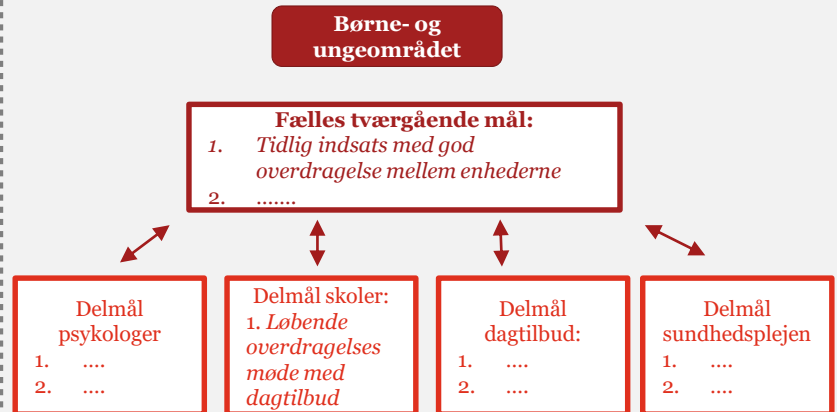 Børne- og
ungeområdet
Fælles tværgående mål:
1. Tidlig indsats med god
overdragelse mellem enhederne
2. .......
Delmål
psykologer
1. ....
2. ....
Delmål skoler:
1. Løbende
overdragelses
møde med
dagtilbud
Delmål
dagtilbud:
1. ....
2. ....
Delmål
sundhedsplejen
1. ....
2. ....